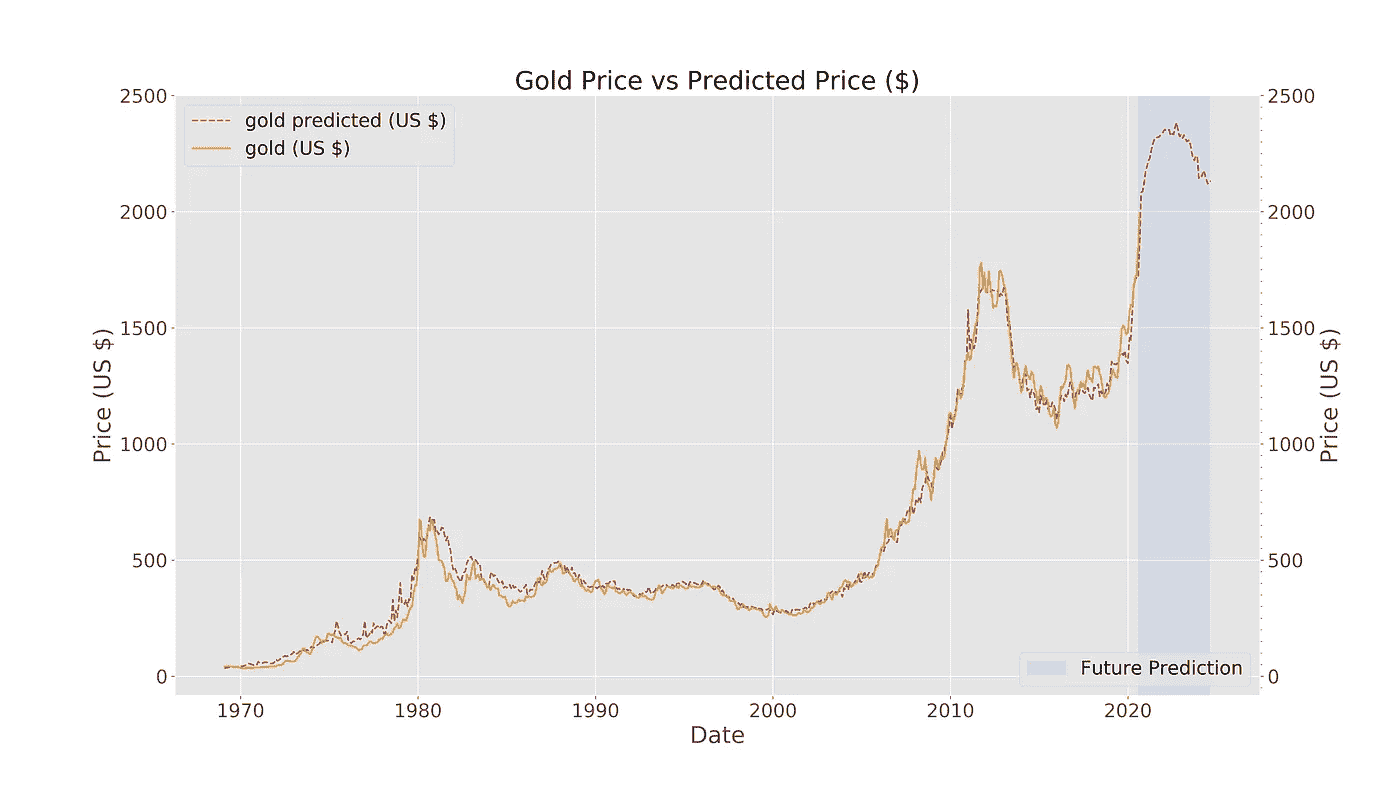 Gold Price vs Predicted Price ($)
gold predicted (US $)
gold (US $)
2500
2000
1500
1000
500
0
Price (US $)
2500
2000
1500
1000
500
0
Price (US $)
Future Prediction
1970 1980 1990 2000 2010 2020
Date